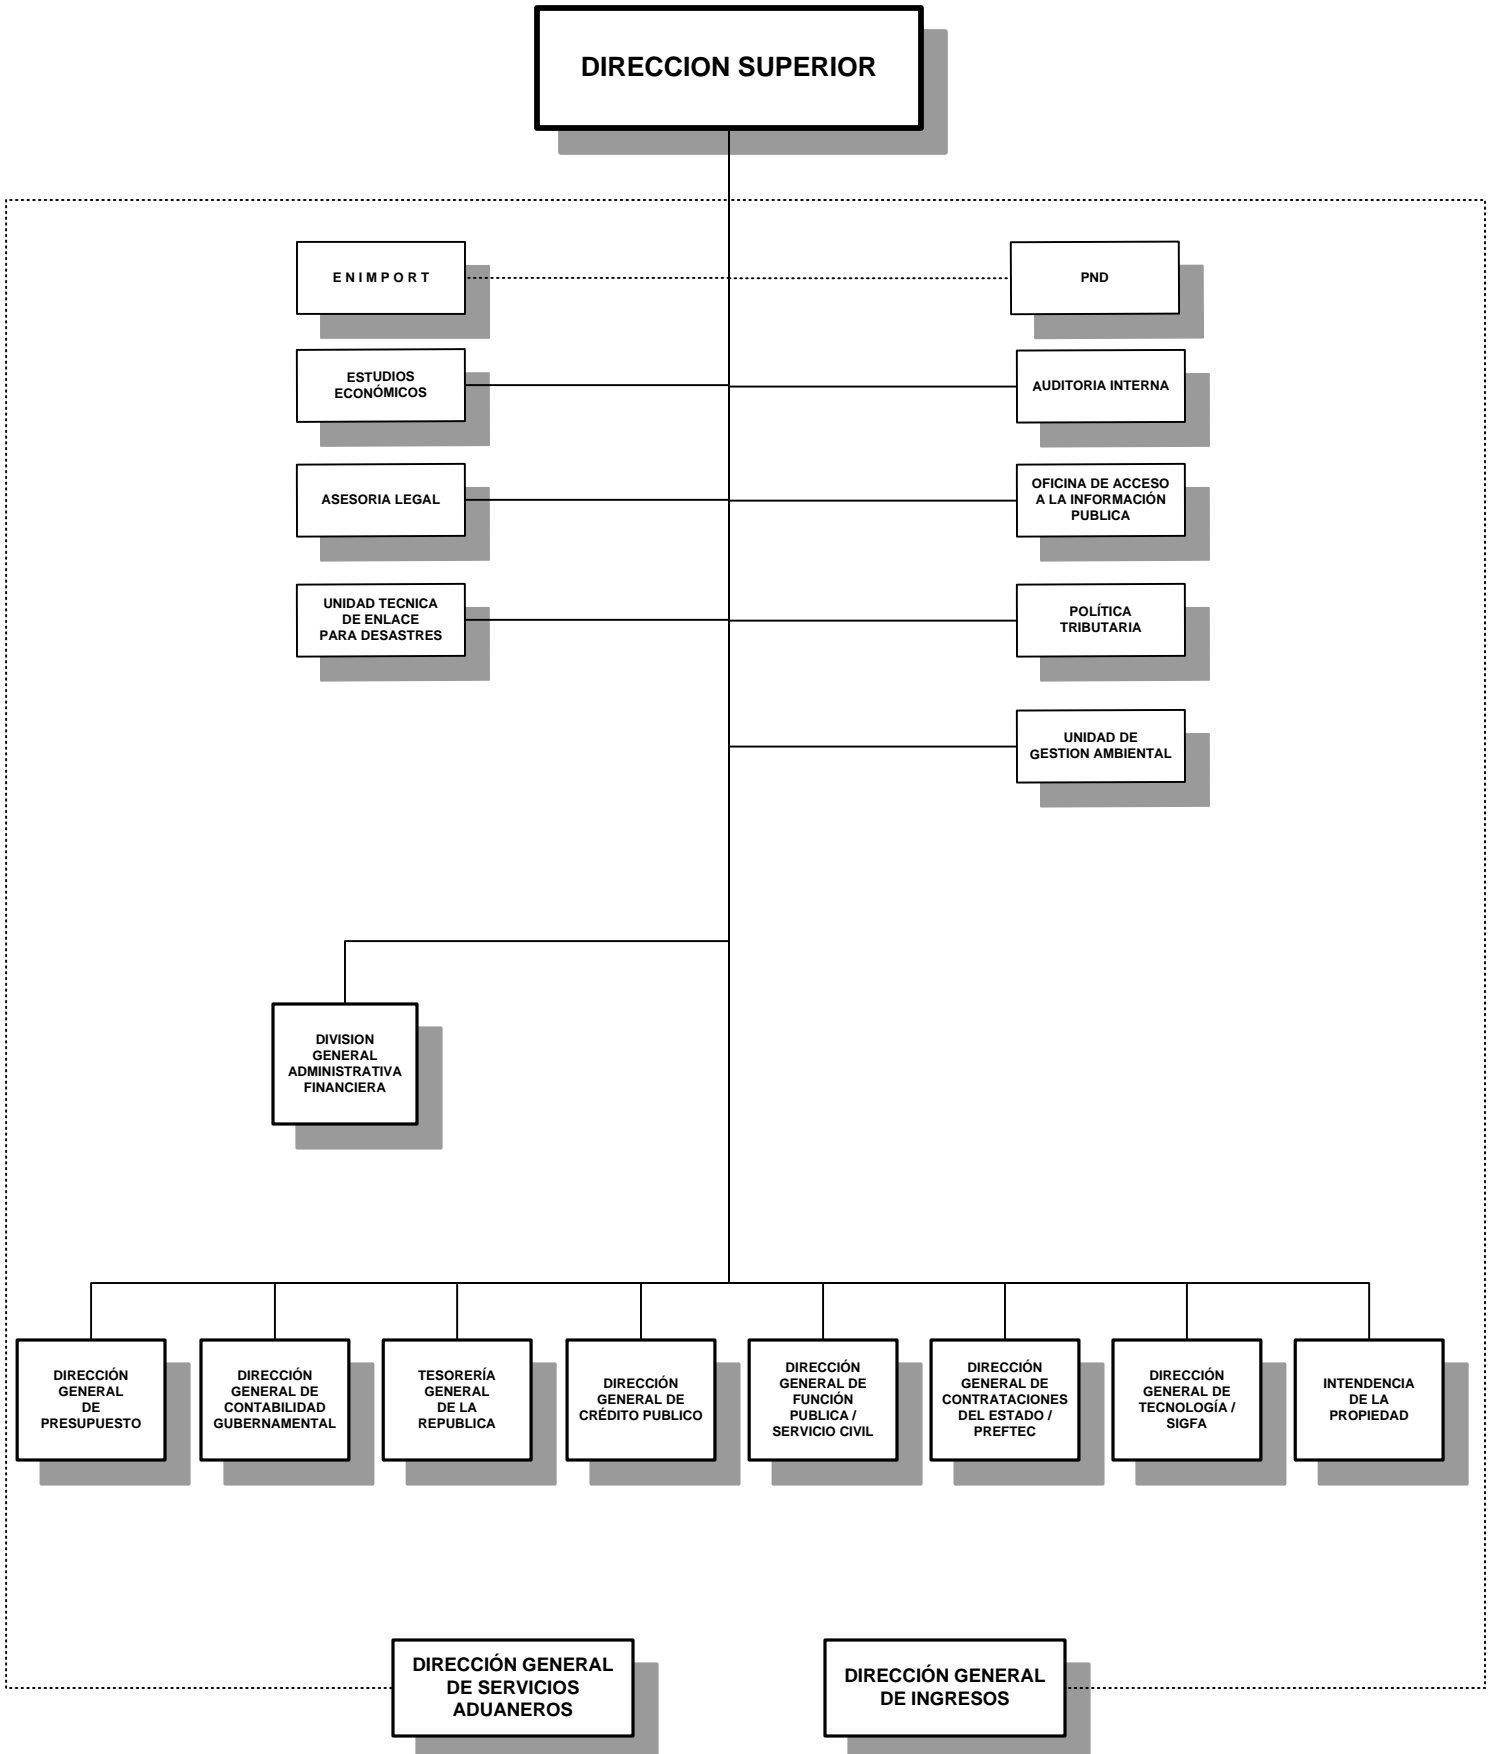 DIRECCION SUPERIOR
E N I M P O R T
PND
ESTUDIOS
ECONÓMICOS
AUDITORIA INTERNA
ASESORIA LEGAL
OFICINA DE ACCESO
A LA INFORMACIÓN
PUBLICA
UNIDAD TECNICA
DE ENLACE
PARA DESASTRES
POLÍTICA
TRIBUTARIA
UNIDAD DE
GESTION AMBIENTAL
DIVISION
GENERAL
ADMINISTRATIVA
FINANCIERA
DIRECCIÓN
GENERAL
DE
PRESUPUESTO
DIRECCIÓN
GENERAL DE
CONTABILIDAD
GUBERNAMENTAL
TESORERÍA
GENERAL
DE LA
REPUBLICA
DIRECCIÓN
GENERAL DE
CRÉDITO PUBLICO
DIRECCIÓN
GENERAL DE
FUNCIÓN
PUBLICA /
SERVICIO CIVIL
DIRECCIÓN
GENERAL DE
CONTRATACIONES
DEL ESTADO /
PREFTEC
DIRECCIÓN
GENERAL DE
TECNOLOGÍA /
SIGFA
INTENDENCIA
DE LA
PROPIEDAD
DIRECCIÓN GENERAL
DE SERVICIOS
ADUANEROS
DIRECCIÓN GENERAL
DE INGRESOS